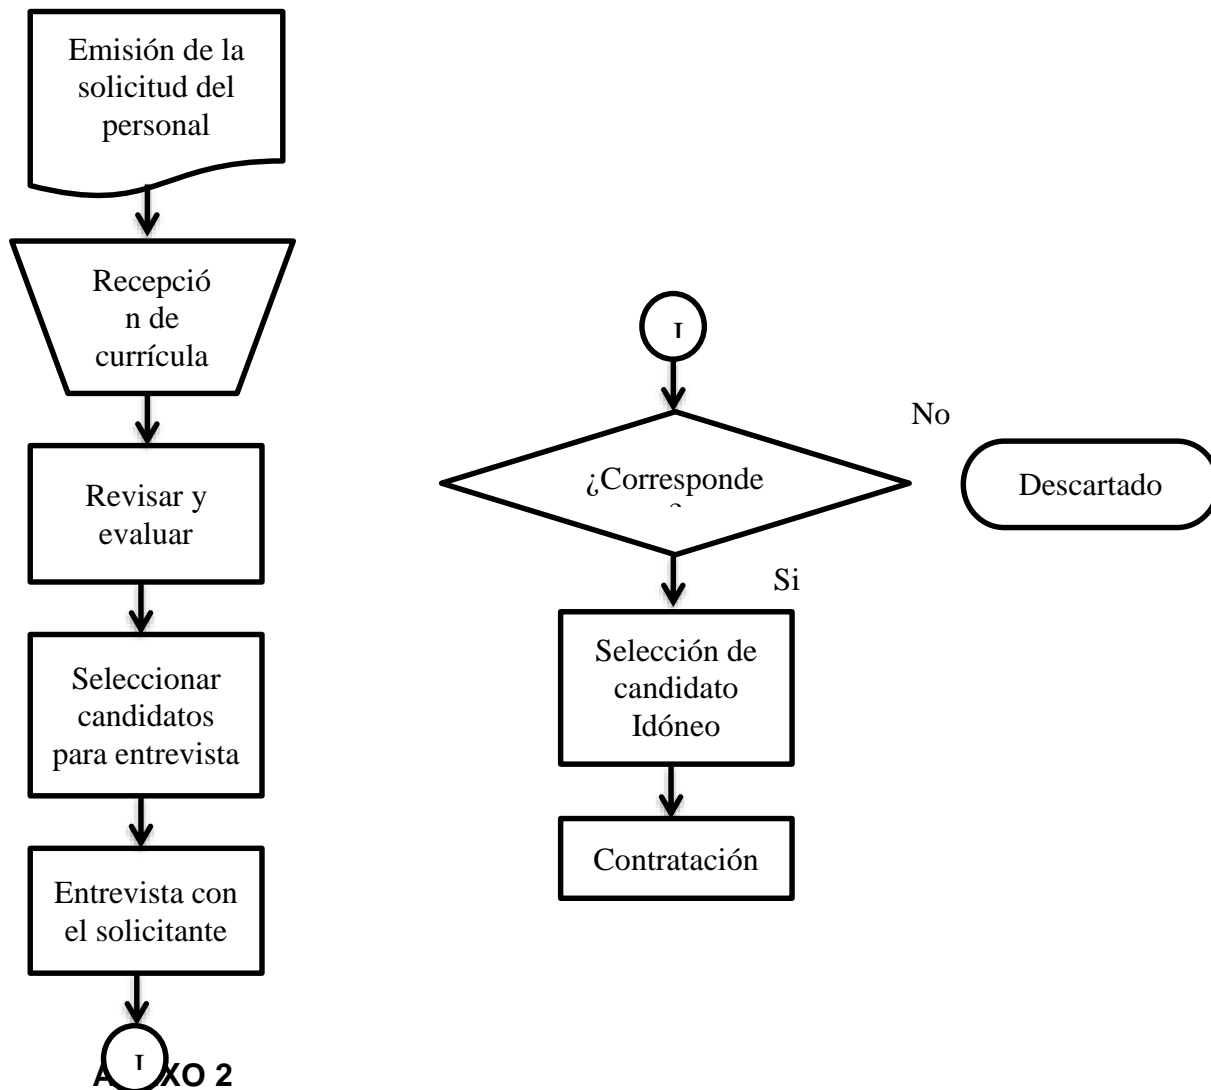 Emisión de la
solicitud del
personal
Recepció
n de
currícula
Revisar y
evaluar
Seleccionar
candidatos
para entrevista
Entrevista con
el solicitante
XO 2
¿Corresponde
No
Descartado
Si
Selección de
candidato
Idóneo
Contratación